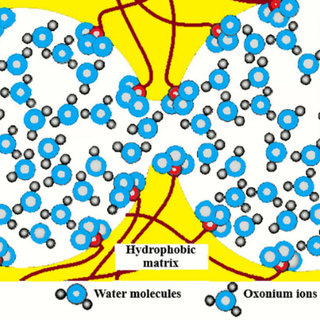 Hydrophobic
matrix
Water molecules
Oxonium ions